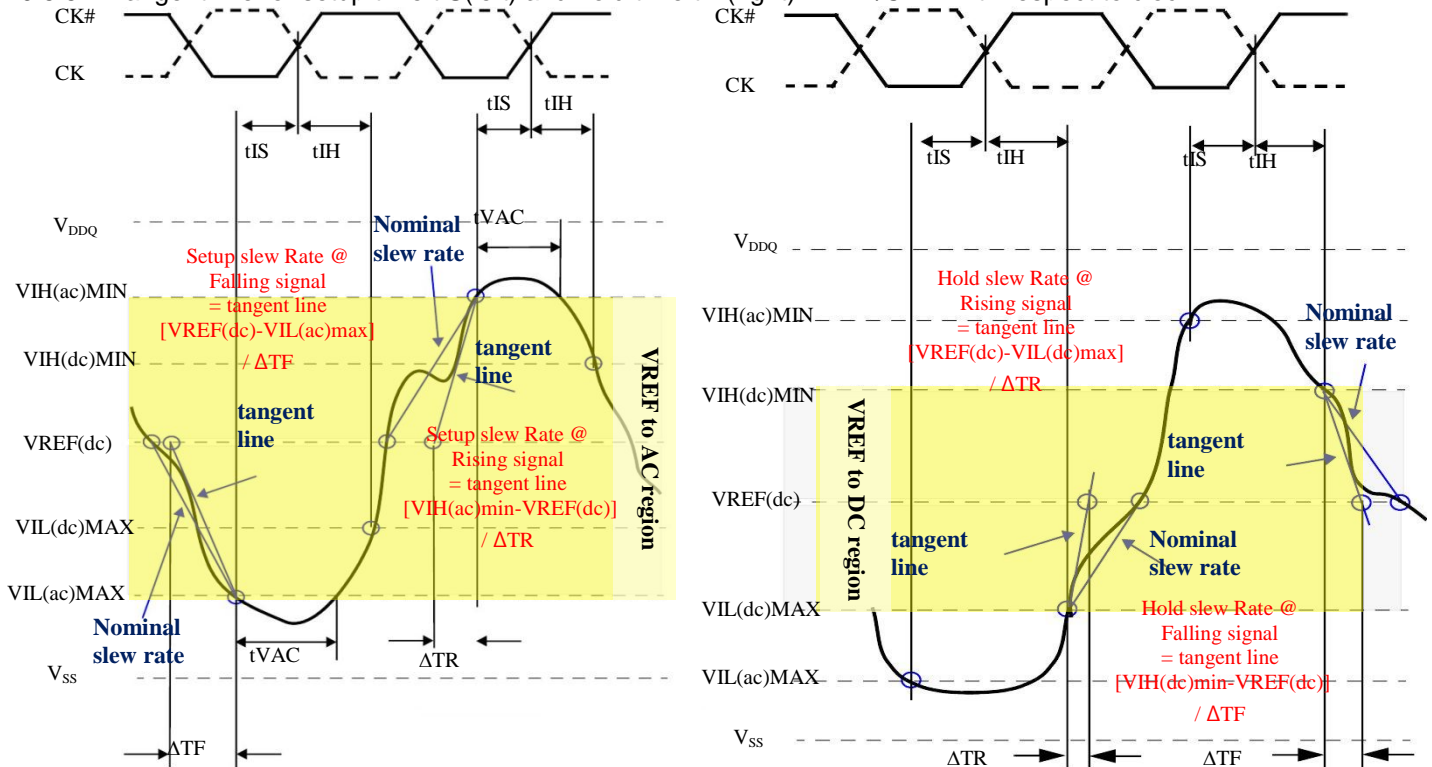 CK#
CK
tIS
tIH
tIS
tIH
V_DDQ
Nominal
slew rate
tVAC
Setup slew Rate @
Falling signal
= tangent line
[VREF(dc)-VIL(ac)max]
/ ΔTF
VIH(ac)MIN
VIH(dc)MIN
tangent
line
tangent
line
VREF(dc)
Setup slew Rate @
Rising signal
= tangent line
[VIH(ac)min-VREF(dc)]
/ ΔTR
VREF to AC region
VIL(dc)MAX
VIL(ac)MAX
Nominal
slew rate
tVAC
ΔTR
V_SS
ΔTF
CK#
CK
tIS
tIH
tIS
tIH
V_DDQ
Hold slew Rate @
Rising signal
= tangent line
[VREF(dc)-VIL(dc)max]
/ ΔTR
VIH(ac)MIN
Nominal
slew rate
VIH(dc)MIN
VREF to DC region
tangent
line
VREF(dc)
tangent
line
Nominal
slew rate
VIL(dc)MAX
Hold slew Rate @
Falling signal
= tangent line
[VIH(dc)min-VREF(dc)]
/ ΔTF
VIL(ac)MAX
V_SS
ΔTR
ΔTF